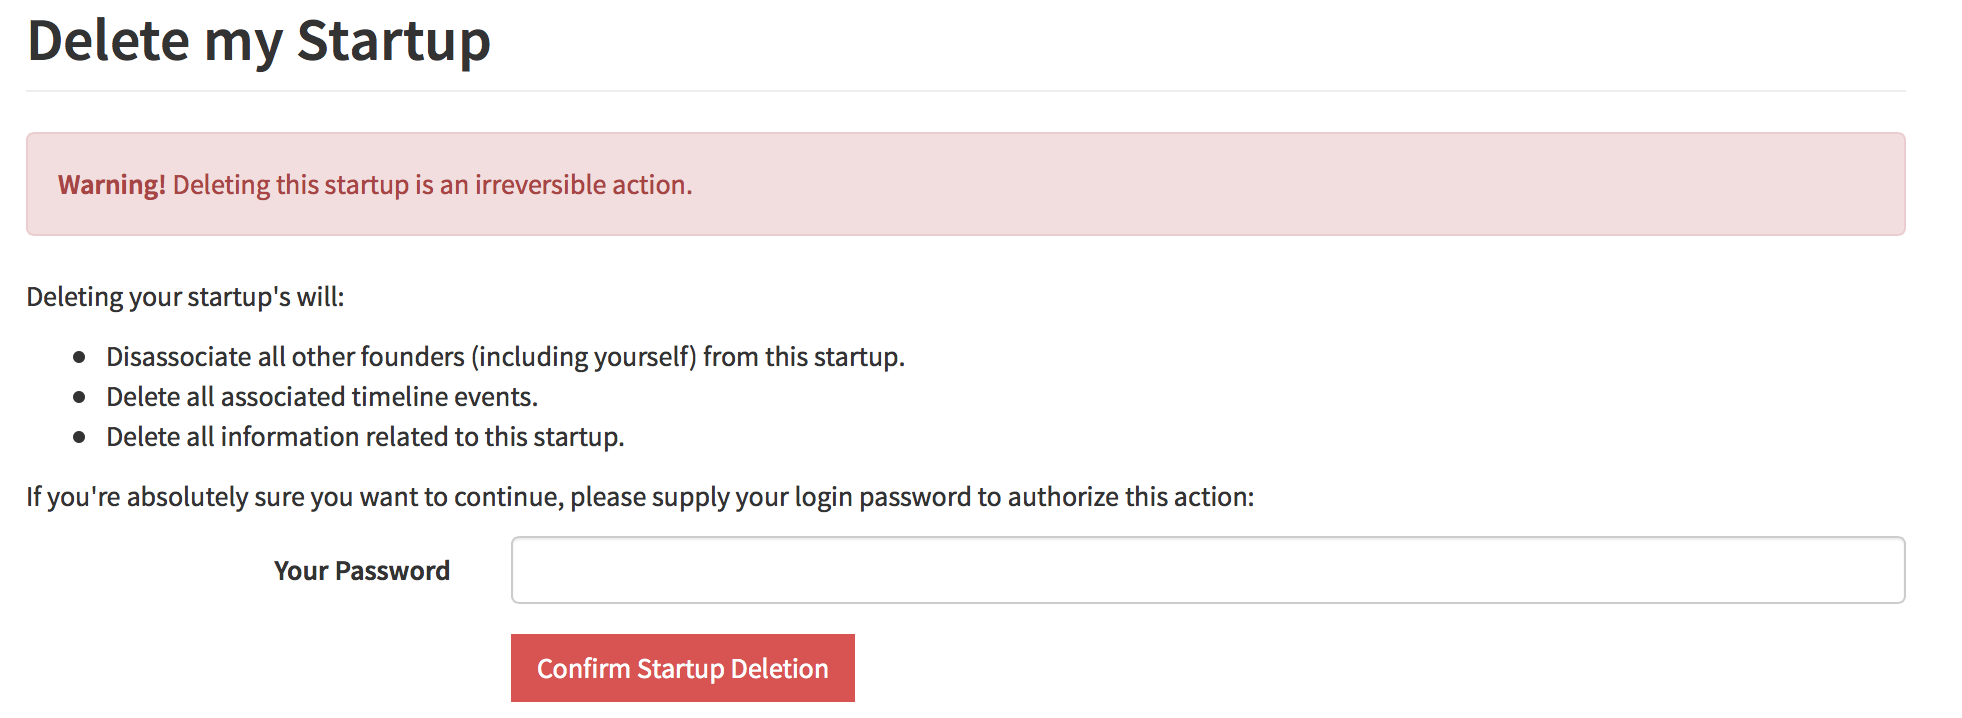 Delete my Startup
Warning! Deleting this startup is an irreversible action.
Deleting your startup's will:
Disassociate all other founders (including yourself) from this startup.
Delete all associated timeline events.
Delete all information related to this startup.
If you're absolutely sure you want to continue, please supply your login password to authorize this action:
Your Password
Confirm Startup Deletion